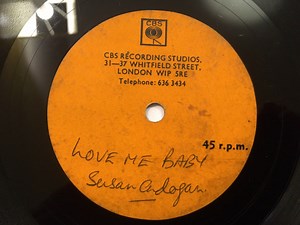 CBS
CBS RECORDING STUDIOS,
31—37 WHITFIELD STREET,
LONDON WIP 5RE
Telephone: 636 3434
45 r.p.m.
LOVE ME BABY
Susan Cadogan